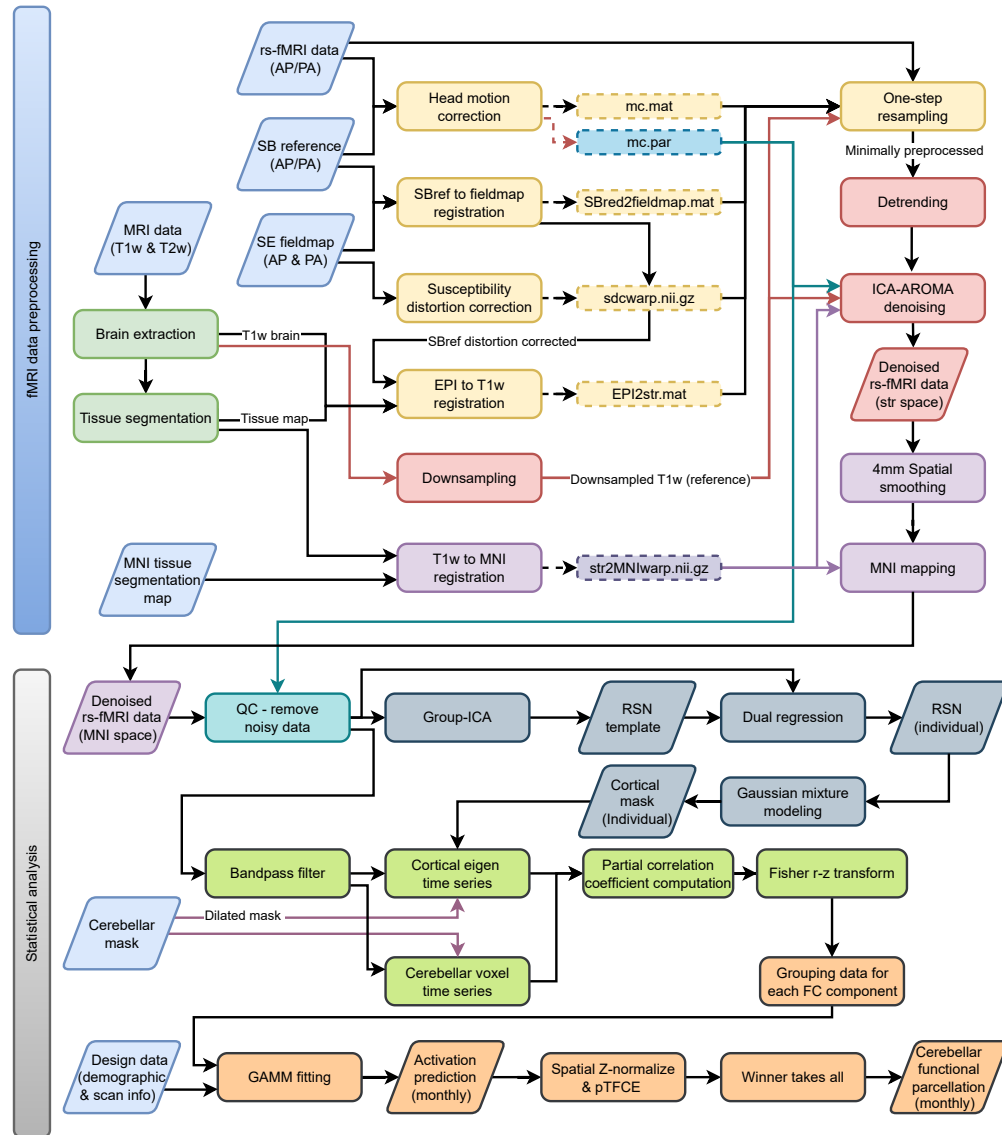 fMRI data preprocessing
rs-fMRI data
(AP/PA)
Head motion
correction
mc.mat
One-step
resampling
mc.par
SB reference
(AP/PA)
Minimally preprocessed
SBref to fieldmap
registration
SBred2fieldmap.mat
Detrending
MRI data
(T1w & T2w)
SE fieldmap
(AP & PA)
Susceptibility
distortion correction
sdcwarp.nii.gz
ICA-AROMA
denoising
Brain extraction
T1w brain
SBref distortion corrected
Denoised
rs-fMRI data
(str space)
EPI to T1w
registration
EPI2str.mat
Tissue segmentation
Tissue map
Downsampling
Downsampled T1w (reference)
4mm Spatial
smoothing
MNI tissue
segmentation
map
T1w to MNI
registration
str2MNIwarp.nii.gz
MNI mapping
Statistical analysis
Denoised
rs-fMRI data
(MNI space)
QC - remove
noisy data
Group-ICA
RSN
template
Dual regression
RSN
(individual)
Cortical
mask
(Individual)
Gaussian mixture
modeling
Bandpass filter
Cortical eigen
time series
Partial correlation
coefficient computation
Fisher r-z transform
Dilated mask
Cerebellar
mask
Cerebellar voxel
time series
Grouping data for
each FC component
Design data
(demographic
& scan info)
GAMM fitting
Activation
prediction
(monthly)
Spatial Z-normalize
& pTFCE
Winner takes all
Cerebellar
functional
parcellation
(monthly)